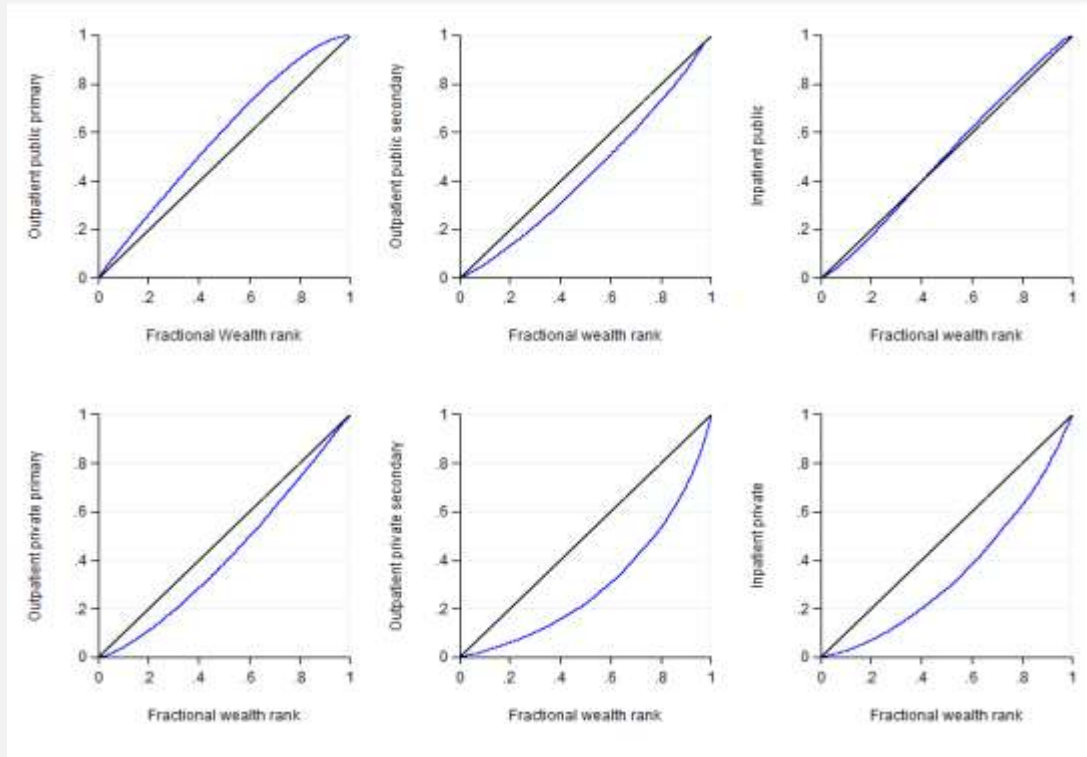 Outpatient public primary
1
.8
.6
.4
.2
0
0 .2 .4 .6 .8 1
Fractional Wealth rank
Outpatient public secondary
1
.8
.6
.4
.2
0
0 .2 .4 .6 .8 1
Fractional wealth rank
Inpatient public
1
.8
.6
.4
.2
0
0 .2 .4 .6 .8 1
Fractional wealth rank
Outpatient private primary
1
.8
.6
.4
.2
0
0 .2 .4 .6 .8 1
Fractional wealth rank
Outpatient private secondary
1
.8
.6
.4
.2
0
0 .2 .4 .6 .8 1
Fractional wealth rank
Inpatient private
1
.8
.6
.4
.2
0
0 .2 .4 .6 .8 1
Fractional wealth rank